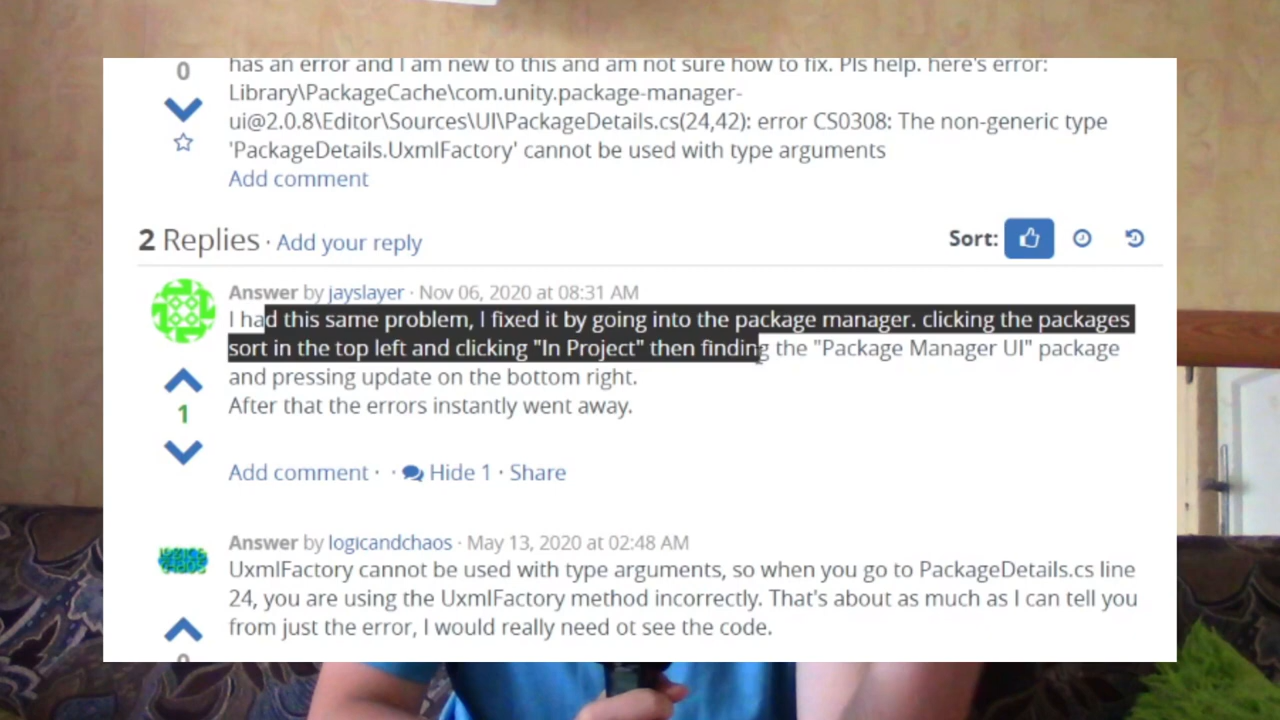 0
has an error and I am new to this and am not sure how to fix. Pls help. here's error:
Library\PackageCache\com.unity.package-manager-
ui@2.0.8\Editor\Sources\UI\PackageDetails.cs(24,42): error CS0308: The non-generic type
'PackageDetails.UxmlFactory' cannot be used with type arguments
Add comment
2 Replies · Add your reply
Sort:
Answer by jayslayer · Nov 06, 2020 at 08:31 AM
I had this same problem, I fixed it by going into the package manager. clicking the packages
sort in the top left and clicking "In Project" then finding the "Package Manager UI" package
and pressing update on the bottom right.
After that the errors instantly went away.
1
Add comment · · Hide 1 · Share
Answer by logicandchaos · May 13, 2020 at 02:48 AM
UxmlFactory cannot be used with type arguments, so when you go to PackageDetails.cs line
24, you are using the UxmlFactory method incorrectly. That's about as much as I can tell you
from just the error, I would really need ot see the code.